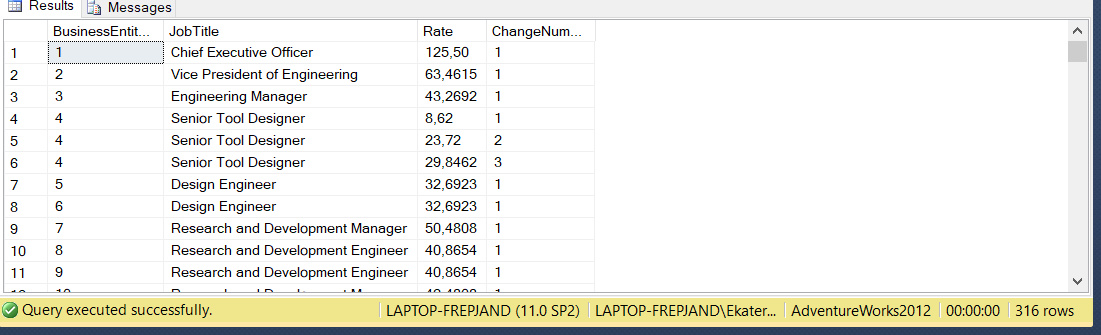 Results Messages
BusinessEntit... JobTitle Rate ChangeNum...
1 1 Chief Executive Officer 125,50 1
2 2 Vice President of Engineering 63,4615 1
3 3 Engineering Manager 43,2692 1
4 4 Senior Tool Designer 8,62 1
5 4 Senior Tool Designer 23,72 2
6 4 Senior Tool Designer 29,8462 3
7 5 Design Engineer 32,6923 1
8 6 Design Engineer 32,6923 1
9 7 Research and Development Manager 50,4808 1
10 8 Research and Development Engineer 40,8654 1
11 9 Research and Development Engineer 40,8654 1
Query executed successfully. LAPTOP-FREPJAND (11.0 SP2) LAPTOP-FREPJAND\Ekater... AdventureWorks2012 00:00:00 316 rows